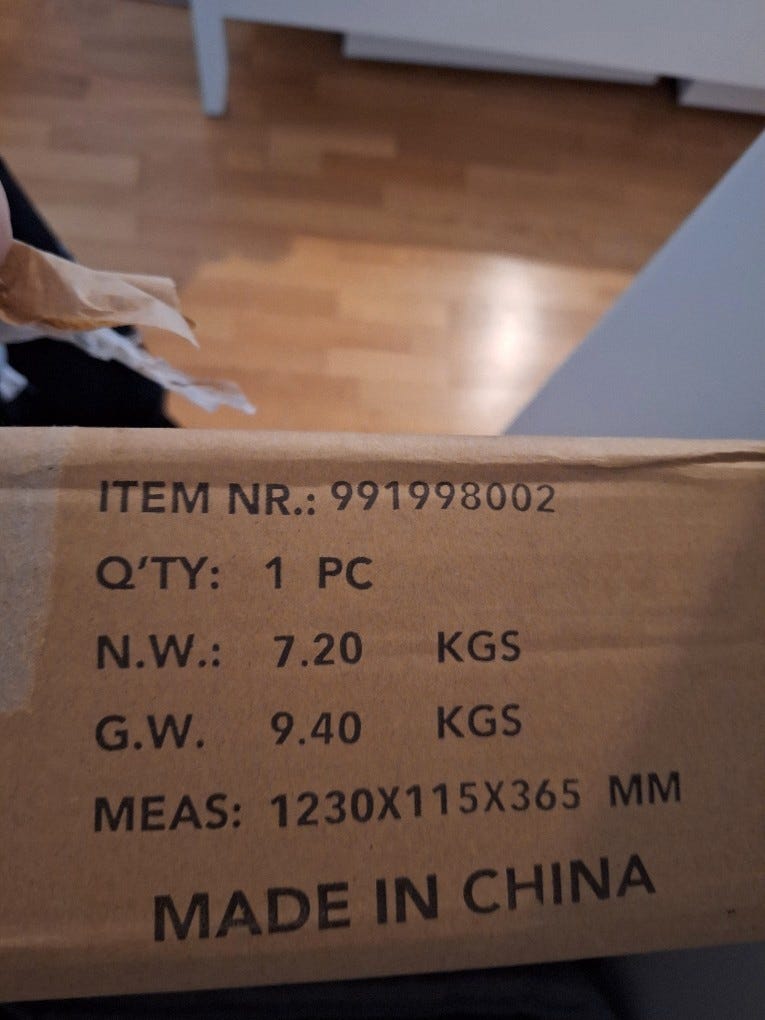 ITEM NR.: 991998002
Q'TY: 1 PC
N.W.: 7.20 KGS
G.W. 9.40 KGS
MEAS: 1230X115X365 MM
MADE IN CHINA